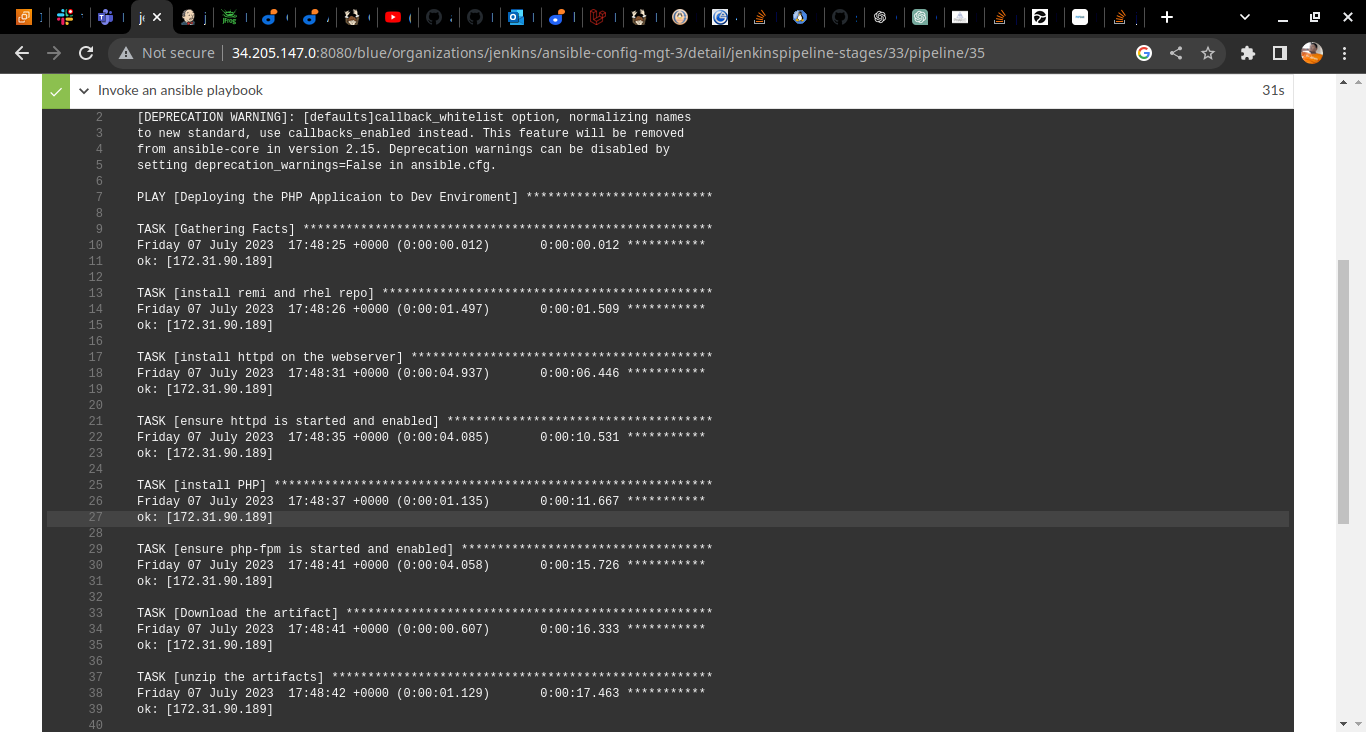 je
j
Not secure
34.205.147.0:8080/blue/organizations/jenkins/ansible-config-mgt-3/detail/jenkinspipeline-stages/33/pipeline/35
Invoke an ansible playbook 31s
2 [DEPRECATION WARNING]: [defaults]callback_whitelist option, normalizing names
3 to new standard, use callbacks_enabled instead. This feature will be removed
4 from ansible-core in version 2.15. Deprecation warnings can be disabled by
5 setting deprecation_warnings=False in ansible.cfg.
6
7 PLAY [Deploying the PHP Applicaion to Dev Enviroment] **************************
8
9 TASK [Gathering Facts] *********************************************************
10 Friday 07 July 2023  17:48:25 +0000 (0:00:00.012)       0:00:00.012 ***********
11 ok: [172.31.90.189]
12
13 TASK [install remi and rhel repo] **********************************************
14 Friday 07 July 2023  17:48:26 +0000 (0:00:01.497)       0:00:01.509 ***********
15 ok: [172.31.90.189]
16
17 TASK [install httpd on the webserver] ******************************************
18 Friday 07 July 2023  17:48:31 +0000 (0:00:04.937)       0:00:06.446 ***********
19 ok: [172.31.90.189]
20
21 TASK [ensure httpd is started and enabled] *************************************
22 Friday 07 July 2023  17:48:35 +0000 (0:00:04.085)       0:00:10.531 ***********
23 ok: [172.31.90.189]
24
25 TASK [install PHP] *************************************************************
26 Friday 07 July 2023  17:48:37 +0000 (0:00:01.135)       0:00:11.667 ***********
27 ok: [172.31.90.189]
28
29 TASK [ensure php-fpm is started and enabled] ***********************************
30 Friday 07 July 2023  17:48:41 +0000 (0:00:04.058)       0:00:15.726 ***********
31 ok: [172.31.90.189]
32
33 TASK [Download the artifact] ***************************************************
34 Friday 07 July 2023  17:48:41 +0000 (0:00:00.607)       0:00:16.333 ***********
35 ok: [172.31.90.189]
36
37 TASK [unzip the artifacts] *****************************************************
38 Friday 07 July 2023  17:48:42 +0000 (0:00:01.129)       0:00:17.463 ***********
39 ok: [172.31.90.189]
40